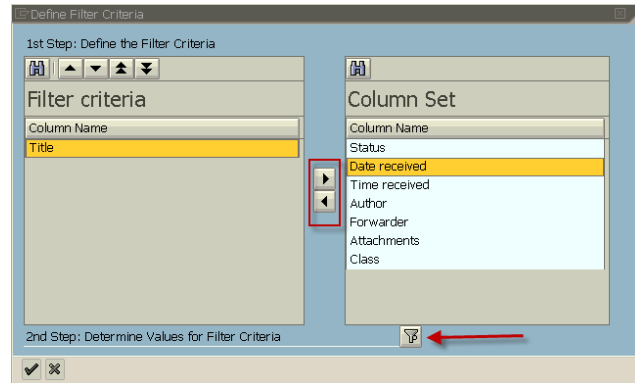 Define Filter Criteria
1st Step: Define the Filter Criteria
Filter criteria
Column Name
Title
Column Set
Column Name
Status
Date received
Time received
Author
Forwarder
Attachments
Class
2nd Step: Determine Values for Filter Criteria